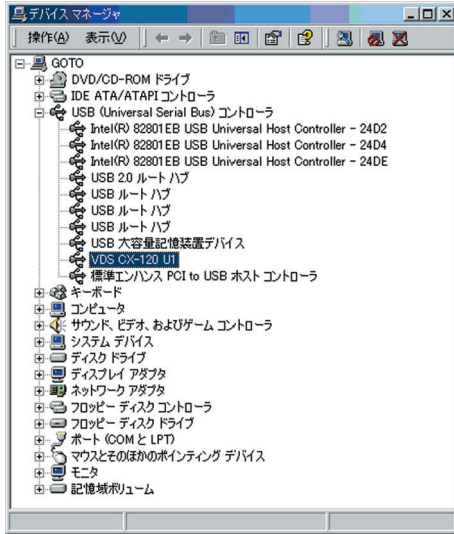 デバイス マネージャ
操作(A) 表示(V)
GOTO
DVD/CD-ROM ドライブ
IDE ATA/ATAPI コントローラ
USB (Universal Serial Bus) コントローラ
Intel(R) 82801EB USB Universal Host Controller - 24D2
Intel(R) 82801EB USB Universal Host Controller - 24D4
Intel(R) 82801EB USB Universal Host Controller - 24DE
USB 2.0 ルート ハブ
USB ルート ハブ
USB ルート ハブ
USB ルート ハブ
USB 大容量記憶装置デバイス
VDS CX-120 U1
標準エンハンス PCI to USB ホスト コントローラ
キーボード
コンピュータ
サウンド、ビデオ、およびゲーム コントローラ
システム デバイス
ディスク ドライブ
ディスプレイ アダプタ
ネットワーク アダプタ
フロッピー ディスク コントローラ
フロッピー ディスク ドライブ
ポート (COM と LPT)
マウスとそのほかのポインティング デバイス
モニタ
記憶域ボリューム